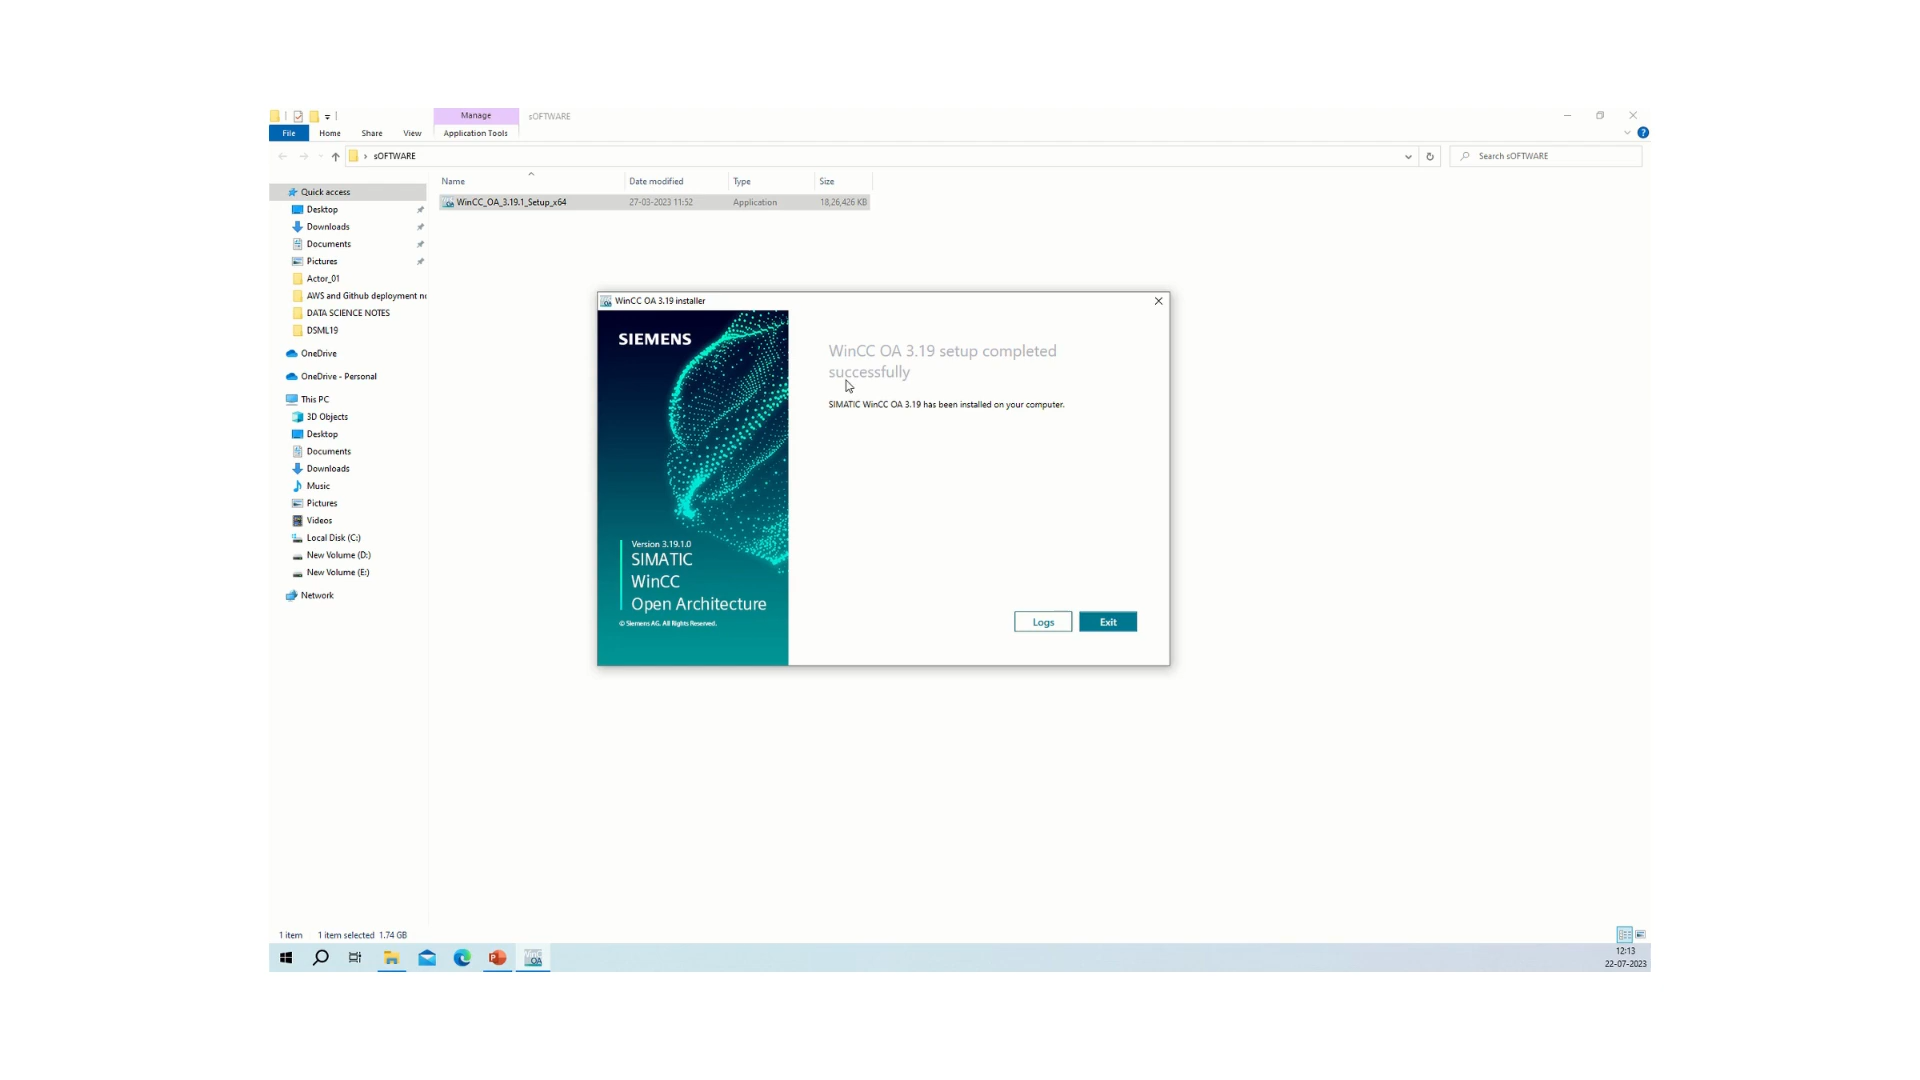 Manage
sOFTWARE
File
Home
Share
View
Application Tools
sOFTWARE
Search sOFTWARE
Name
Date modified
Type
Size
Quick access
WinCC_OA_3.19.1_Setup_x64
27-03-2023 11:52
Application
18,26,426 KB
Desktop
Downloads
Documents
Pictures
Actor_01
AWS and Github deployment
DATA SCIENCE NOTES
DSML19
OneDrive
OneDrive - Personal
This PC
3D Objects
Desktop
Documents
Downloads
Music
Pictures
Videos
Local Disk (C:)
New Volume (D:)
New Volume (E:)
Network
WinCC OA 3.19 installer
SIEMENS
WinCC OA 3.19 setup completed
successfully
SIMATIC WinCC OA 3.19 has been installed on your computer.
Version 3.19.1.0
SIMATIC
WinCC
Open Architecture
© Siemens AG. All Rights Reserved.
Logs
Exit
1 item
1 item selected 1.74 GB
12:13
22-07-2023